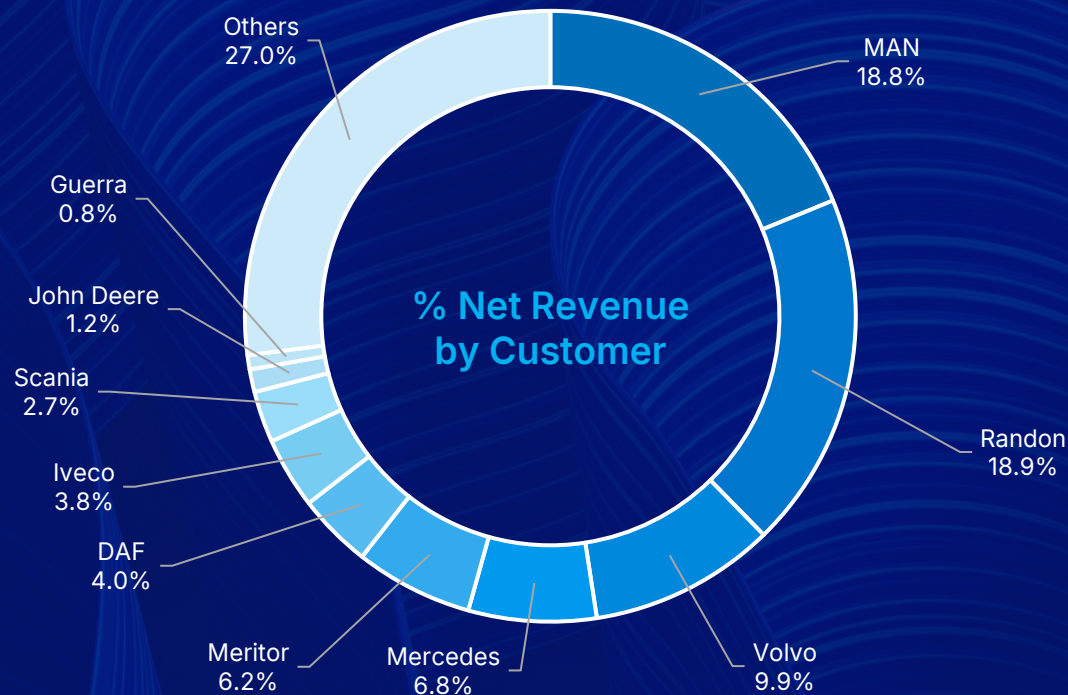 % Net Revenue
by Customer
MAN
18.8%
Randon
18.9%
Volvo
9.9%
Mercedes
6.8%
Meritor
6.2%
DAF
4.0%
Iveco
3.8%
Scania
2.7%
John Deere
1.2%
Guerra
0.8%
Others
27.0%